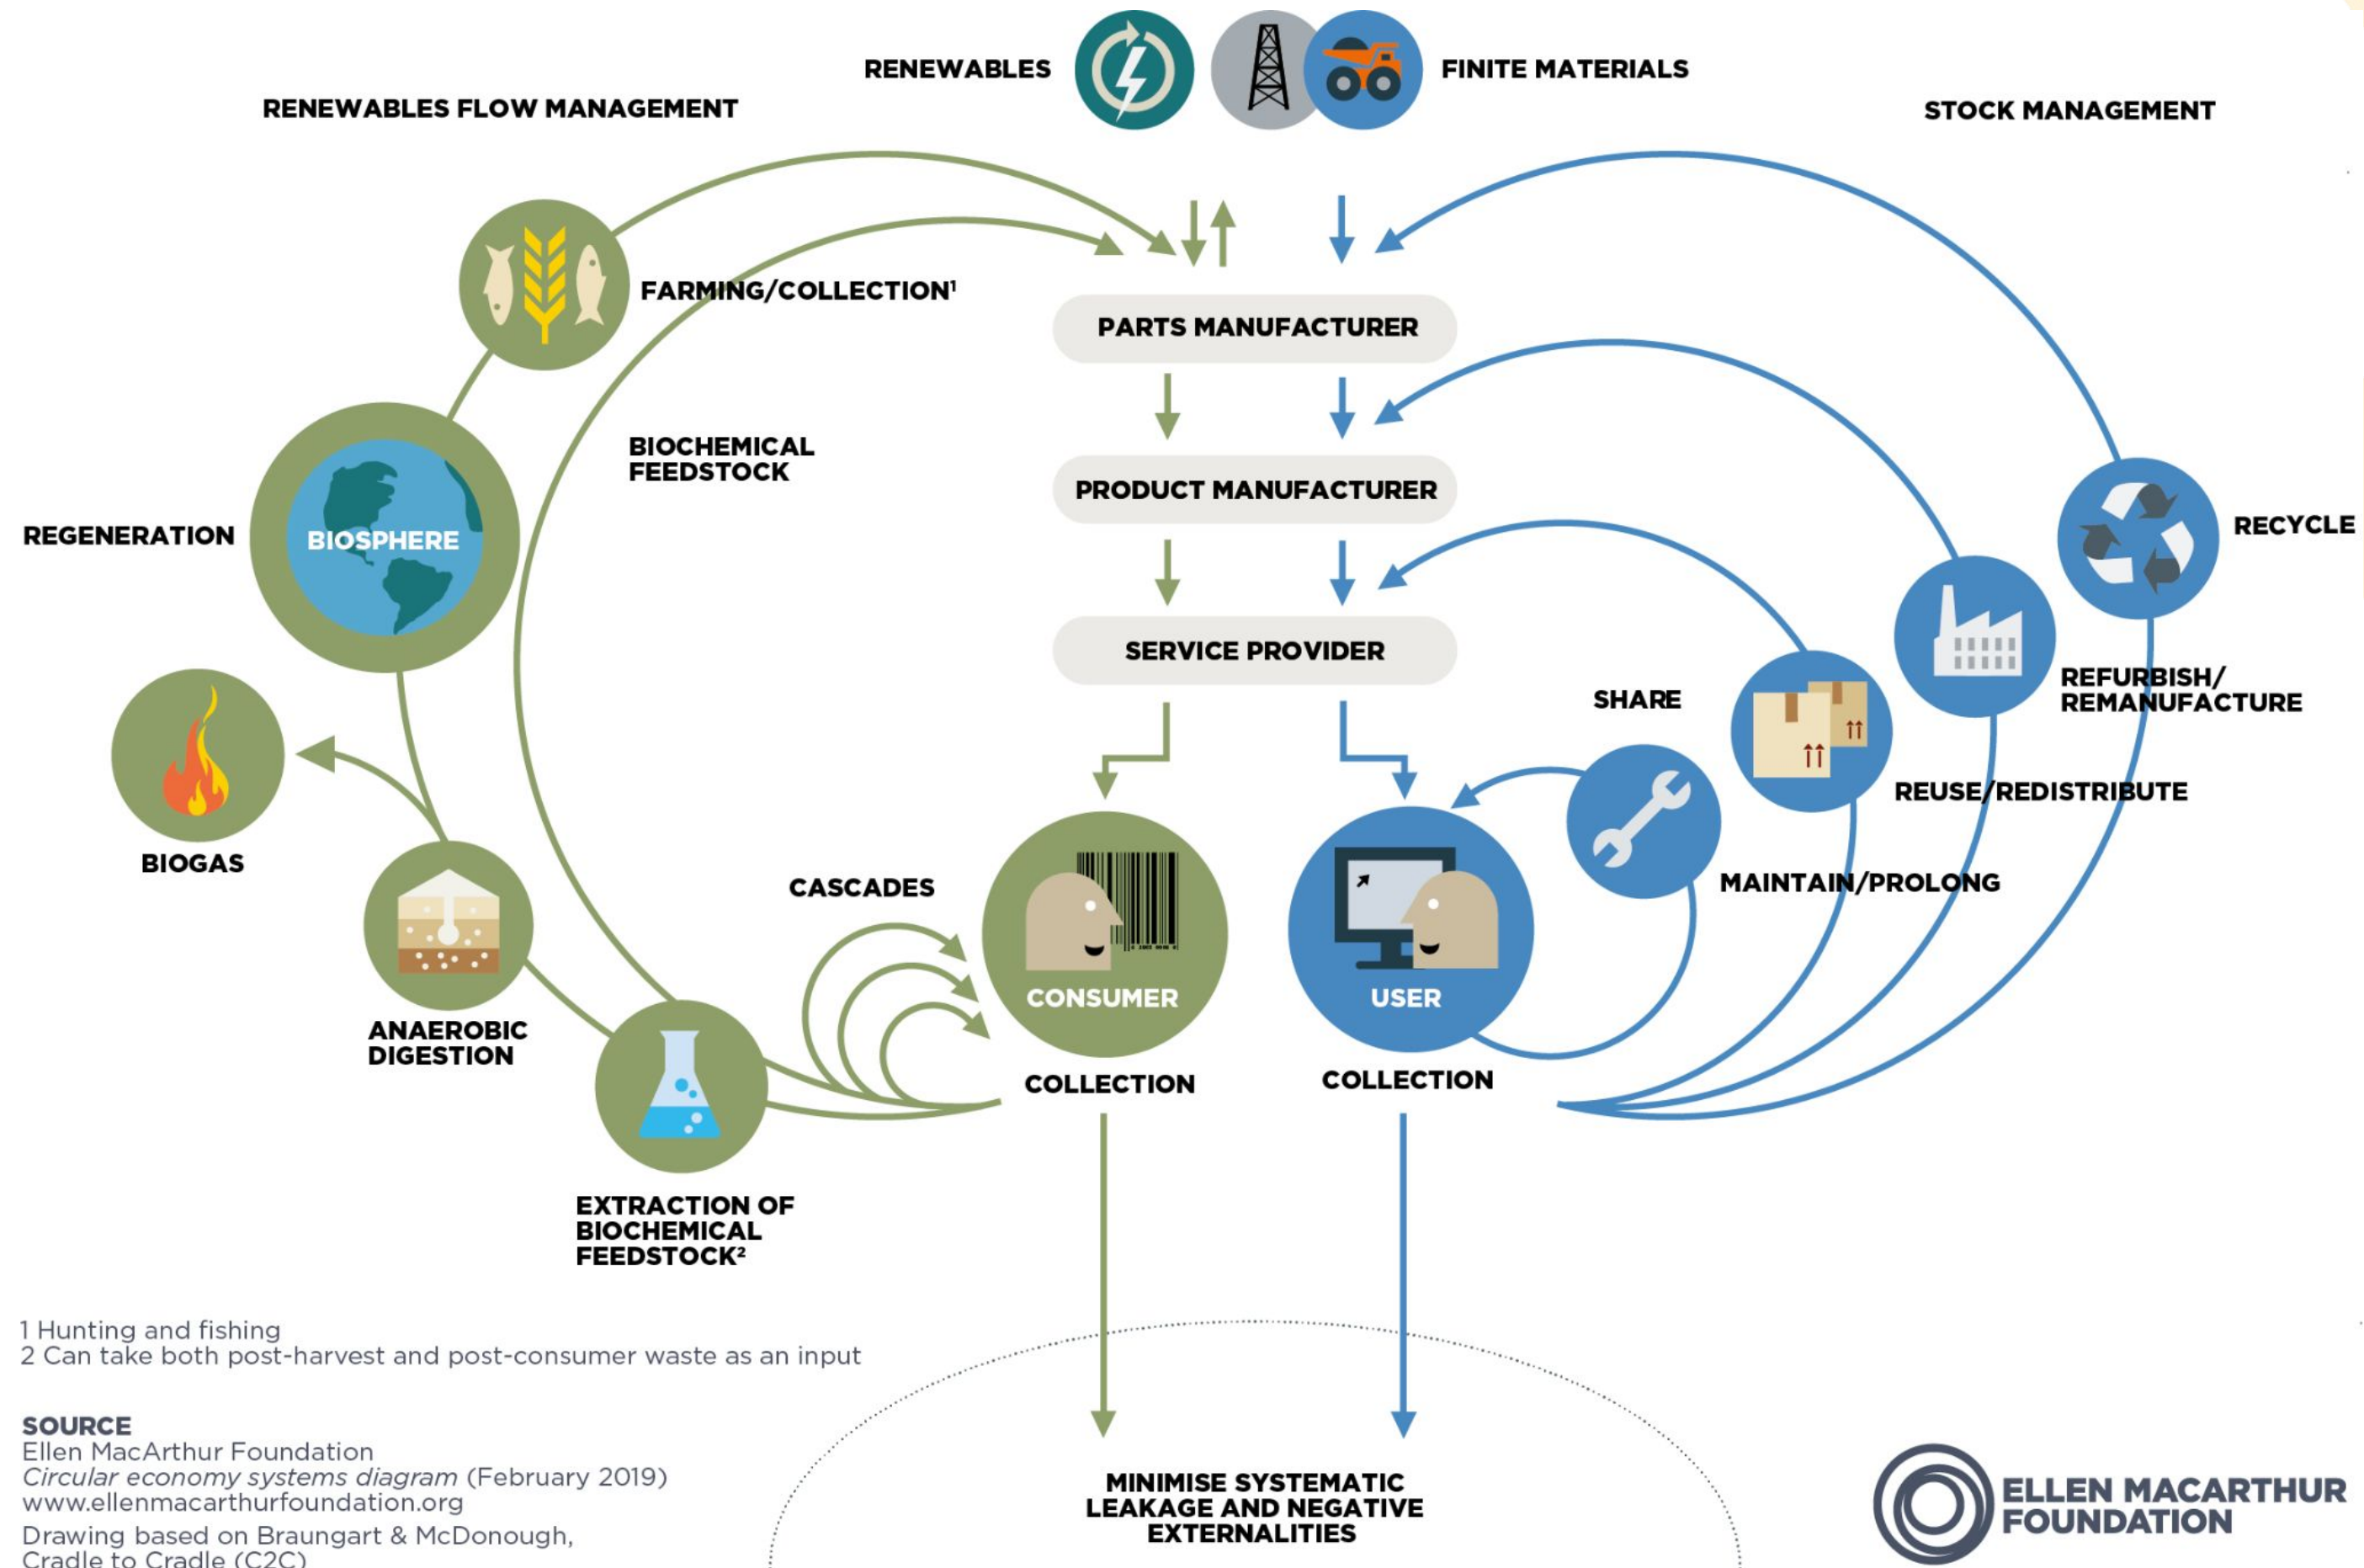 RENEWABLES
FINITE MATERIALS
RENEWABLES FLOW MANAGEMENT
STOCK MANAGEMENT
FARMING/COLLECTION¹
PARTS MANUFACTURER
BIOCHEMICAL
FEEDSTOCK
PRODUCT MANUFACTURER
REGENERATION
BIOSPHERE
RECYCLE
SERVICE PROVIDER
SHARE
REFURBISH/
REMANUFACTURE
REUSE/REDISTRIBUTE
BIOGAS
CASCADES
MAINTAIN/PROLONG
CONSUMER
USER
ANAEROBIC
DIGESTION
COLLECTION
COLLECTION
EXTRACTION OF
BIOCHEMICAL
FEEDSTOCK²
1 Hunting and fishing
2 Can take both post-harvest and post-consumer waste as an input
SOURCE
Ellen MacArthur Foundation
Circular economy systems diagram (February 2019)
www.ellenmacarthurfoundation.org
Drawing based on Braungart & McDonough,
Cradle to Cradle (C2C)
MINIMISE SYSTEMATIC
LEAKAGE AND NEGATIVE
EXTERNALITIES
ELLEN MACARTHUR
FOUNDATION